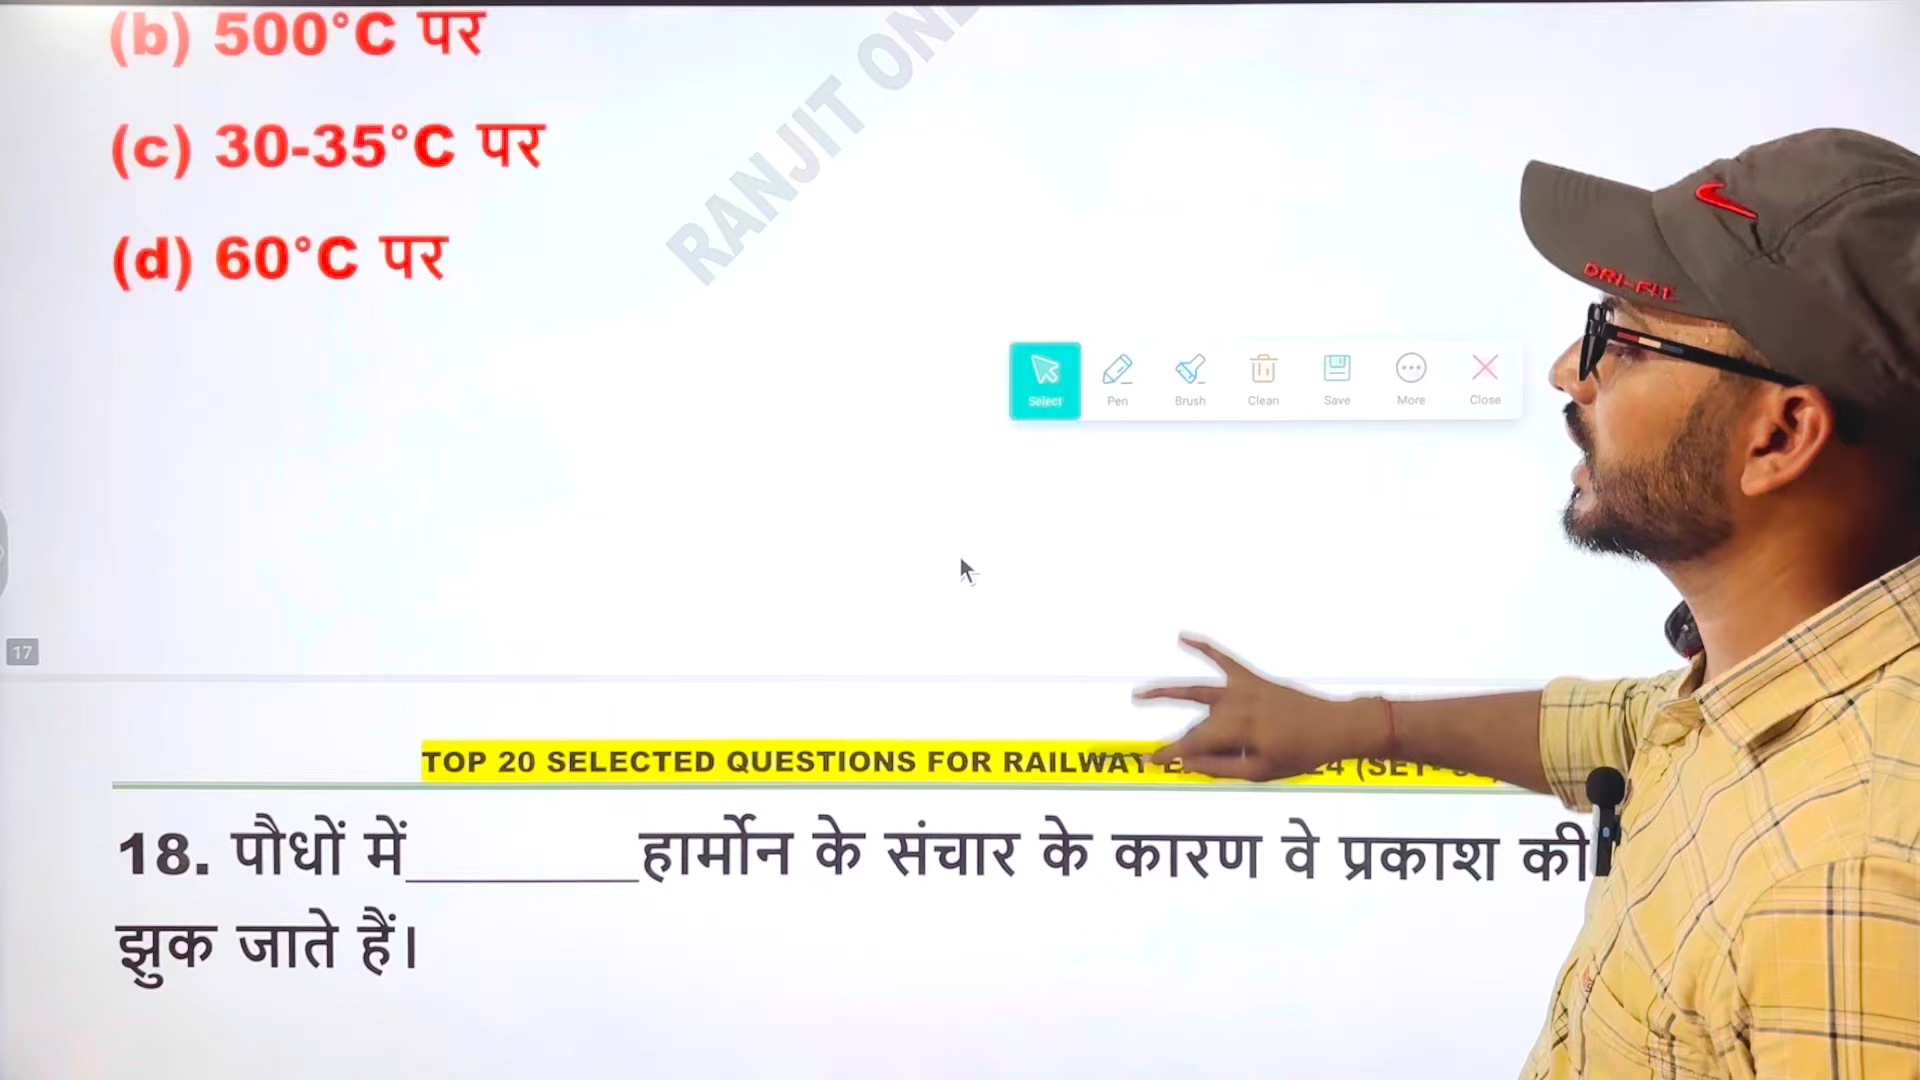 (b) 500°C पर
(c) 30-35°C पर
(d) 60°C पर
RANJIT
DRI-FIT
Select
Pen
Brush
Clean
Save
More
Close
17
TOP 20 SELECTED QUESTIONS FOR RAILWAY
18. पौधों में________हार्मोन के संचार के कारण वे प्रकाश की
झुक जाते हैं।